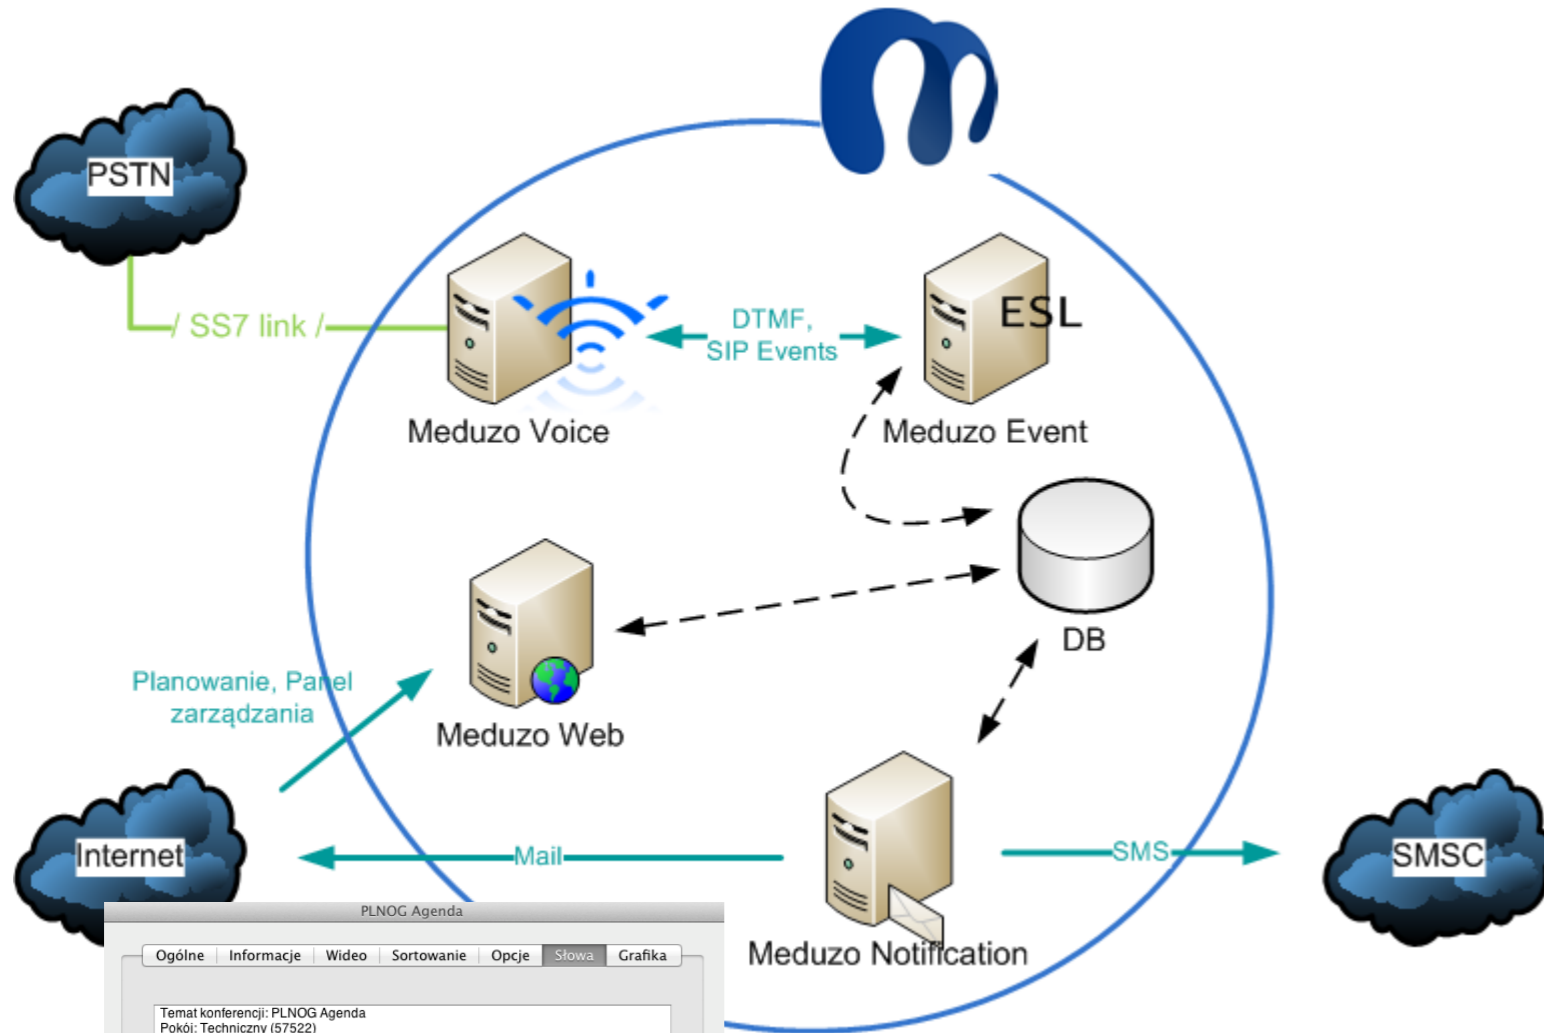 PSTN
/ SS7 link /
DTMF,
SIP Events
ESL
Meduzo Voice
Meduzo Event
DB
Planowanie, Panel
zarządzania
Meduzo Web
Internet
Mail
SMS
SMSC
Meduzo Notification
PLNOG Agenda
Ogólne Informacje Wideo Sortowanie Opcje Słowa Grafika
Temat konferencji: PLNOG Agenda
Pokój: Techniczny (57522)